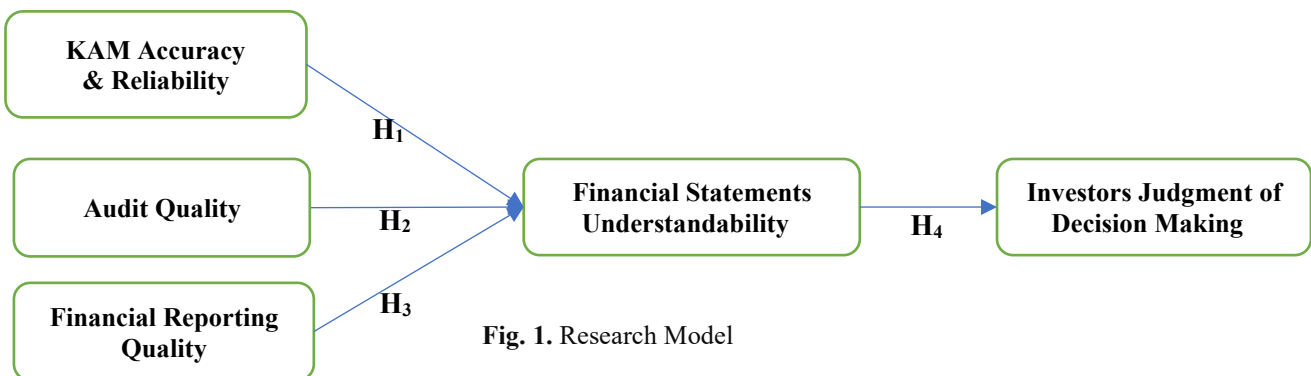 KAM Accuracy
& Reliability
H1
Audit Quality
H2
Financial Reporting
Quality
H3
Financial Statements
Understandability
H4
Investors Judgment of
Decision Making
Fig. 1. Research Model